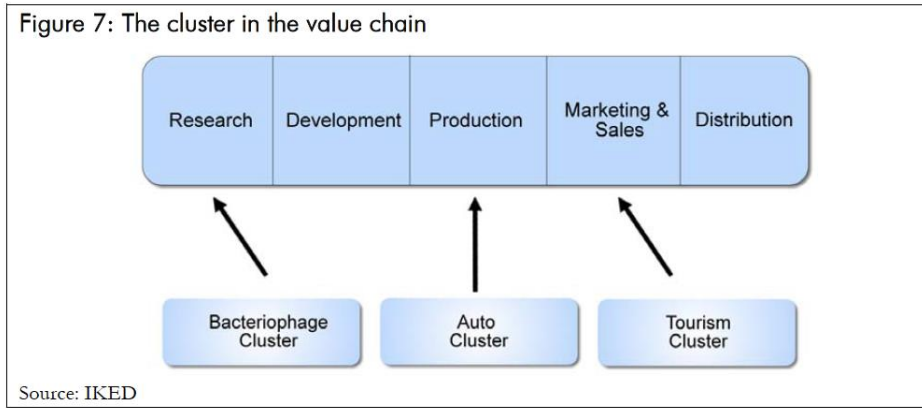 Figure 7: The cluster in the value chain
Research
Development
Production
Marketing &
Sales
Distribution
Bacteriophage
Cluster
Auto
Cluster
Tourism
Cluster
Source: IKED